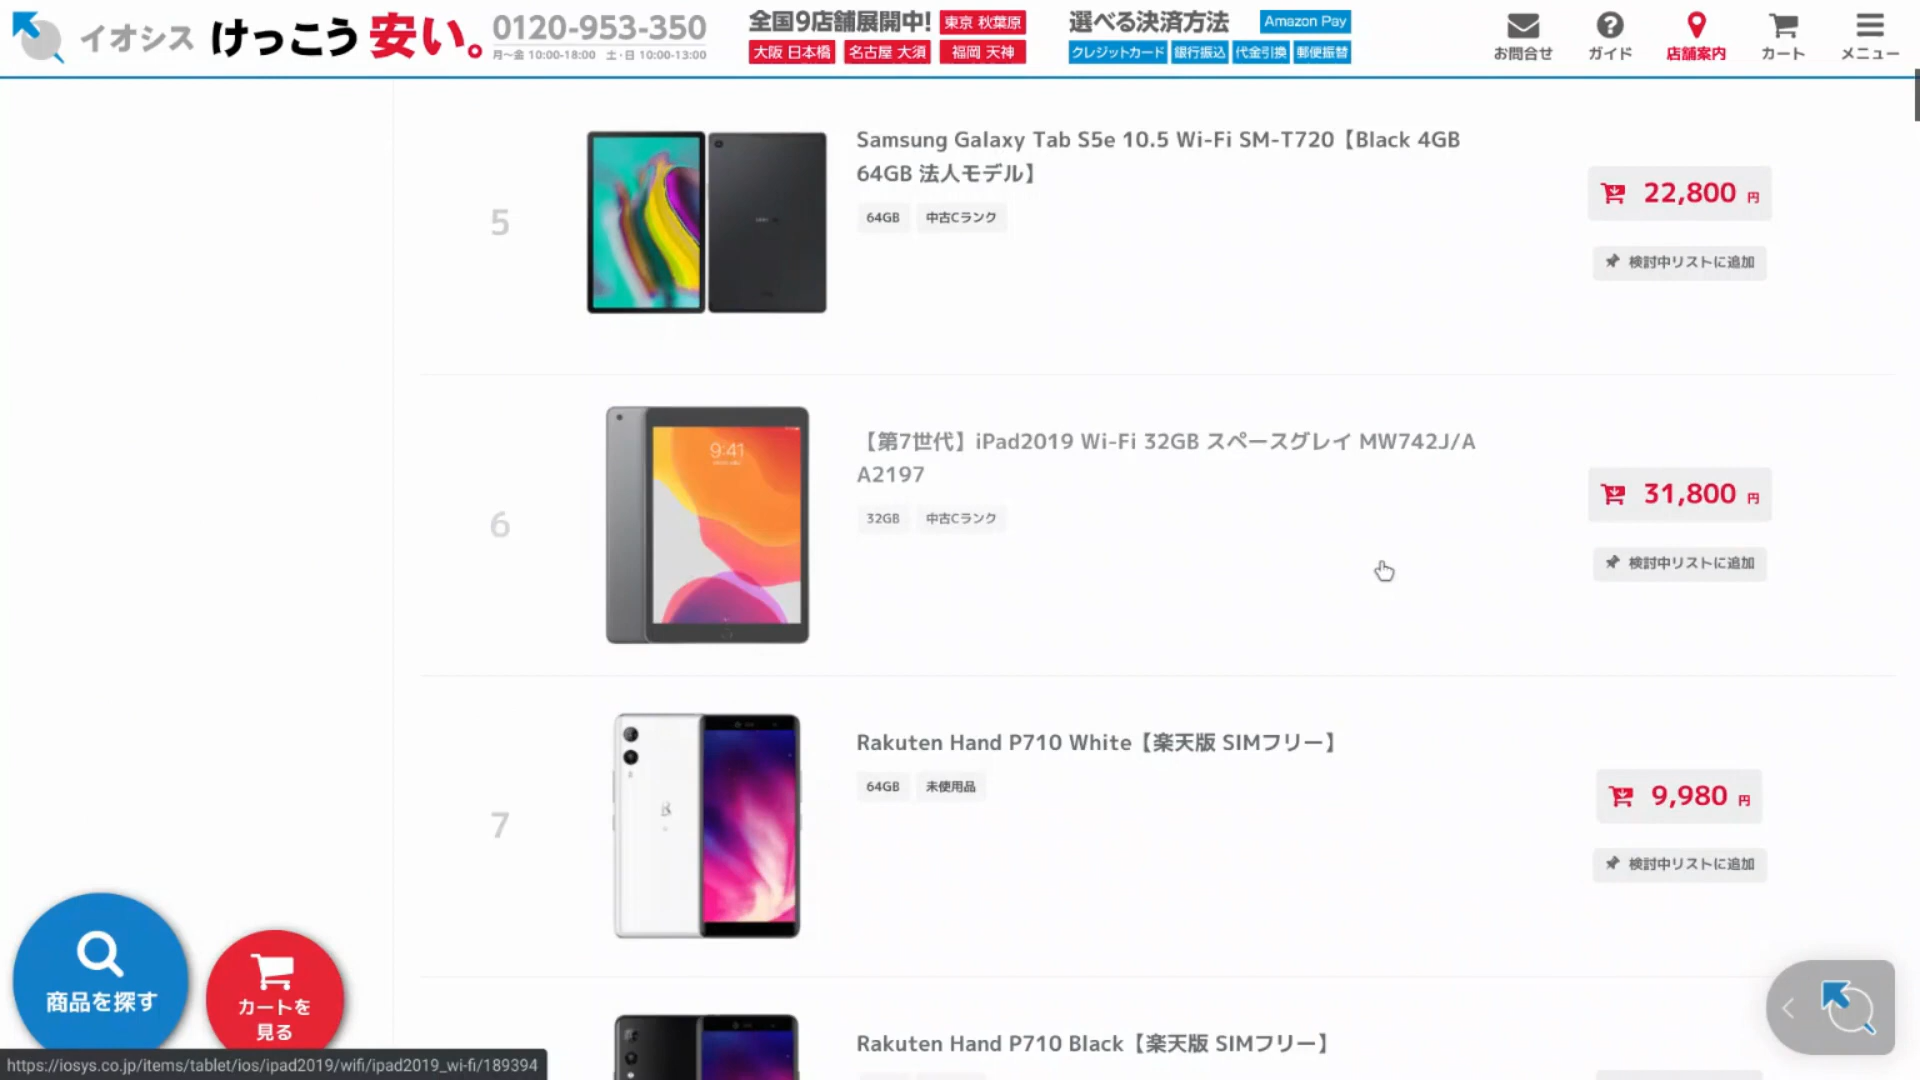 イオシス けっこう安い。
0120-953-350
月〜金 10:00-18:00 土・日 10:00-13:00
全国9店舗展開中! 東京 秋葉原
大阪 日本橋 名古屋 大須 福岡 天神
選べる決済方法 Amazon Pay
クレジットカード 銀行振込 代金引換 郵便振替
お問合せ
ガイド
店舗案内
カート
メニュー
5
Samsung Galaxy Tab S5e 10.5 Wi-Fi SM-T720【Black 4GB
64GB 法人モデル】
64GB 中古Cランク
22,800 円
検討中リストに追加
6
9:41
【第7世代】iPad2019 Wi-Fi 32GB スペースグレイ MW742J/A
A2197
32GB 中古Cランク
31,800 円
検討中リストに追加
7
Rakuten Hand P710 White【楽天版 SIMフリー】
64GB 未使用品
9,980 円
検討中リストに追加
Rakuten Hand P710 Black【楽天版 SIMフリー】
商品を探す
カートを
見る
https://iosys.co.jp/items/tablet/ios/ipad2019/wifi/ipad2019_wi-fi/189394